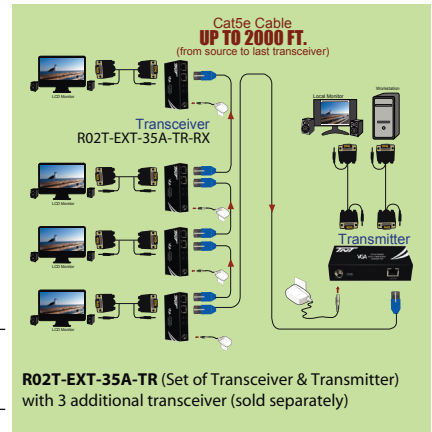 Cat5e Cable
UP TO 2000 FT.
(from source to last transceiver)
LCD Monitor
Transceiver
R02T-EXT-35A-TR-RX
LCD Monitor
LCD Monitor
LCD Monitor
Local Monitor
Workstation
Transmitter
TNT
VGA
R02T-EXT-35A-TR (Set of Transceiver & Transmitter)
with 3 additional transceiver (sold separately)